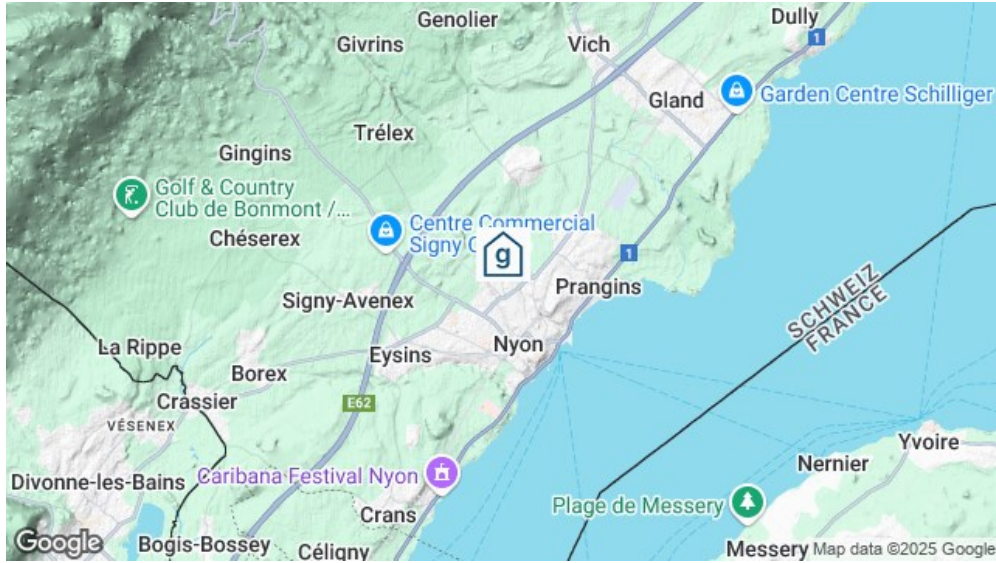 Genolier
Dully
Givrins
Vich
1
Gland
Garden Centre Schilliger
Trélex
Gingins
Golf & Country
Club de Bonmont /...
Centre Commercial
Signy C
g
Chéserex
1
Signy-Avenex
Prangins
SCHWEIZ
FRANCE
La Rippe
Nyon
Eysins
Borex
Crassier
E62
VÉSENEX
Yvoire
Nernier
Caribana Festival Nyon
Divonne-les-Bains
Plage de Messery
Crans
Google
Bogis-Bossey
Céligny
Messery
Map data ©2025 Google